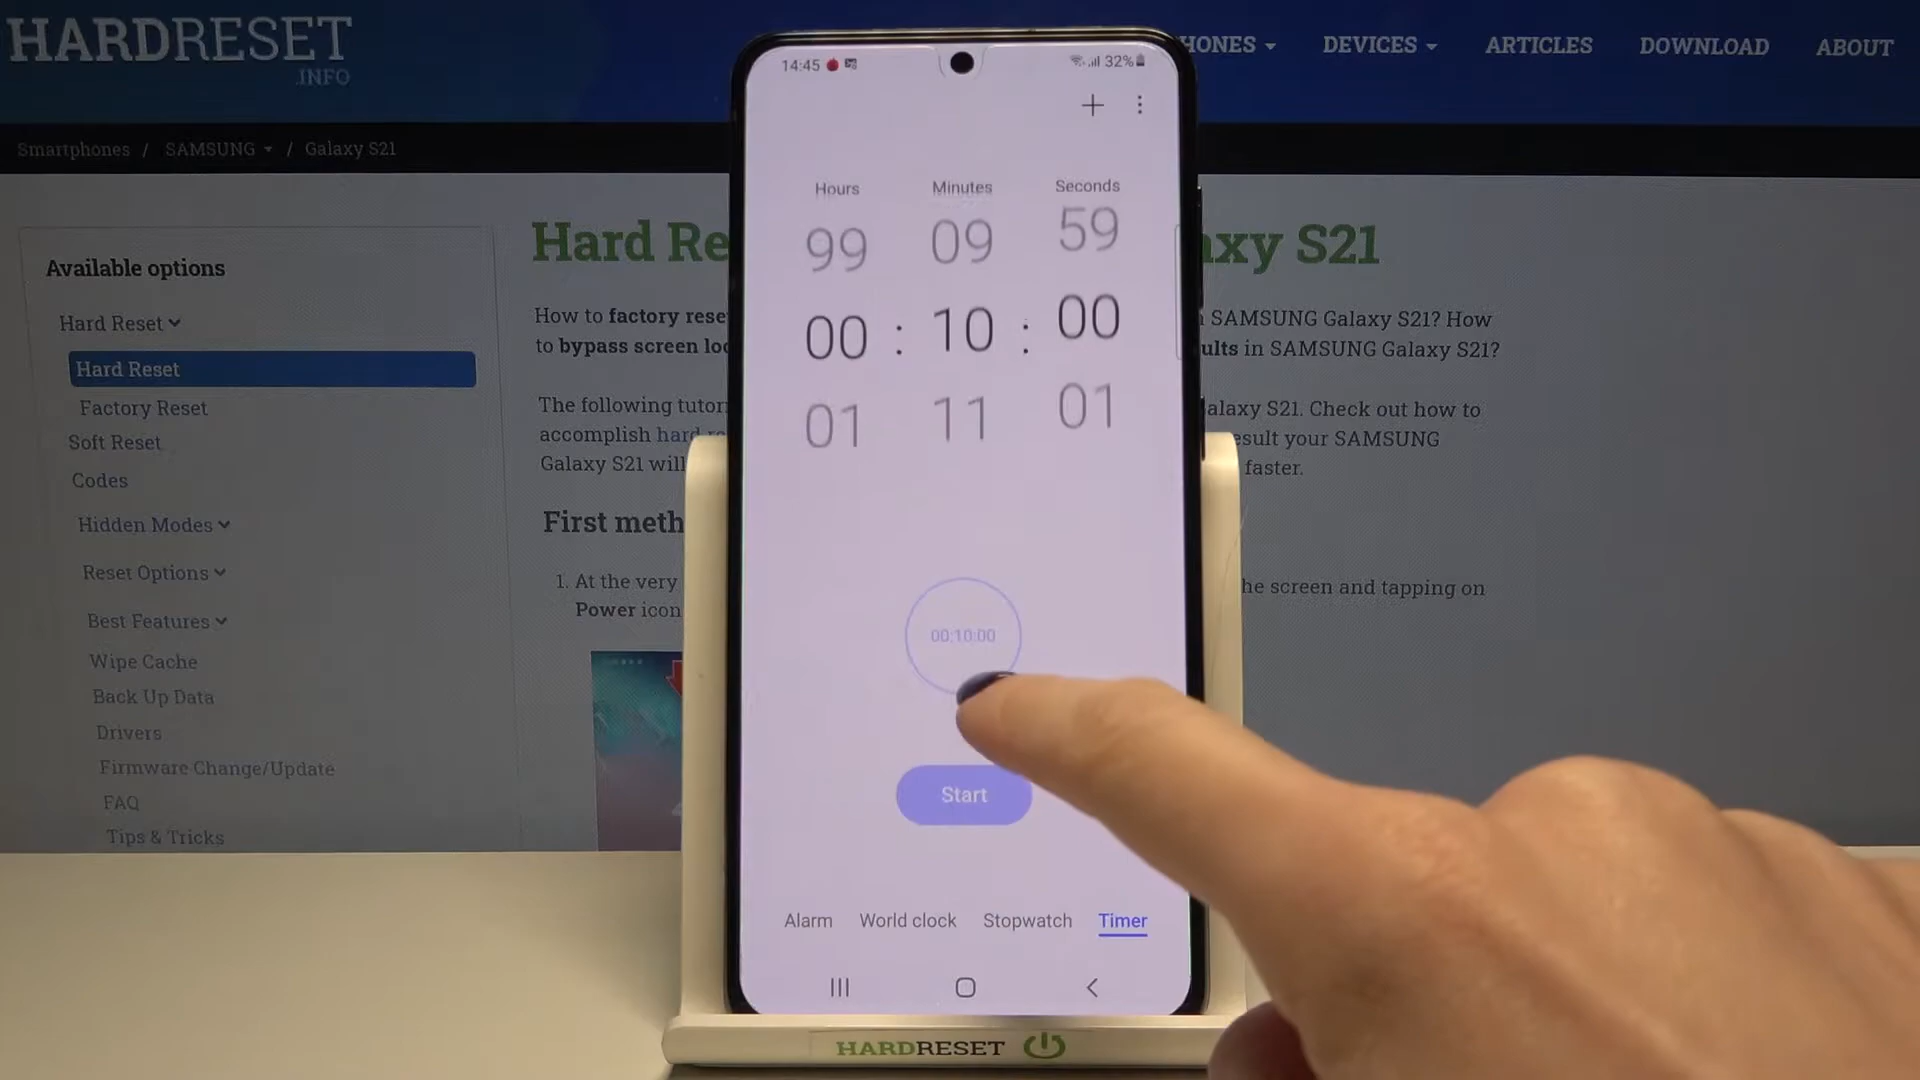 HARDRESET
.INFO
HONES
DEVICES
ARTICLES
DOWNLOAD
ABOUT
Smartphones / SAMSUNG / Galaxy S21
Available options
Hard Reset
Hard Reset
Factory Reset
Soft Reset
Codes
Hidden Modes
Reset Options
Best Features
Wipe Cache
Back Up Data
Drivers
Firmware Change/Update
FAQ
Tips & Tricks
Hard Re
axy S21
How to factory rese
SAMSUNG Galaxy S21? How
to bypass screen loc
ults in SAMSUNG Galaxy S21?
The following tutor
alaxy S21. Check out how to
accomplish hard re
esult your SAMSUNG
Galaxy S21 will
faster.
First meth
1. At the very
he screen and tapping on
Power icon
14:45
32%
Hours Minutes Seconds
99 09 59
00 : 10 : 00
01 11 01
00:10:00
Start
Alarm World clock Stopwatch Timer
HARDRESET